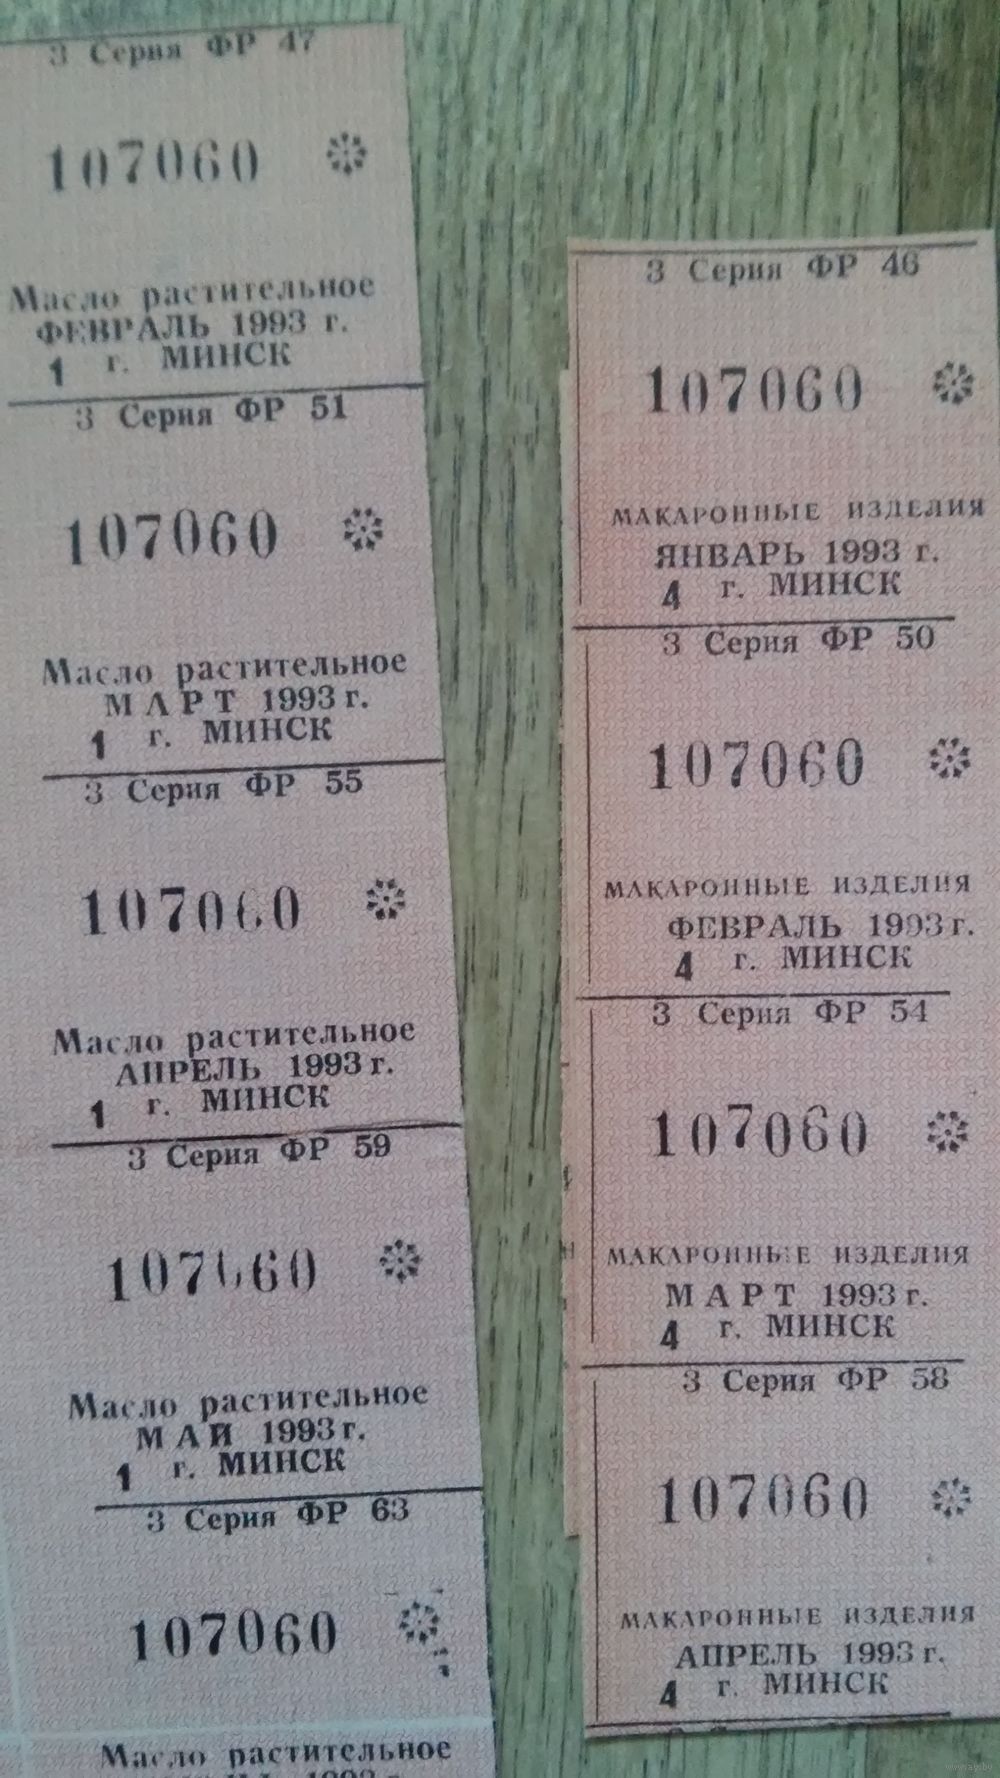 3 Серия ФР 47
107060
Масло растительное
ФЕВРАЛЬ 1993 г.
1 г. МИНСК
3 Серия ФР 51
107060
Масло растительное
МАРТ 1993 г.
1 г. МИНСК
3 Серия ФР 55
107060
Масло растительное
АПРЕЛЬ 1993 г.
1 г. МИНСК
3 Серия ФР 59
107060
Масло растительное
МАЙ 1993 г.
1 г. МИНСК
3 Серия ФР 63
107060
Масло растительное
1993 г.
3 Серия ФР 46
107060
МАКАРОННЫЕ ИЗДЕЛИЯ
ЯНВАРЬ 1993 г.
4 г. МИНСК
3 Серия ФР 50
107060
МАКАРОННЫЕ ИЗДЕЛИЯ
ФЕВРАЛЬ 1993 г.
4 г. МИНСК
3 Серия ФР 54
107060
МАКАРОННЫЕ ИЗДЕЛИЯ
МАРТ 1993 г.
4 г. МИНСК
3 Серия ФР 58
107060
МАКАРОННЫЕ ИЗДЕЛИЯ
АПРЕЛЬ 1993 г.
4 г. МИНСК